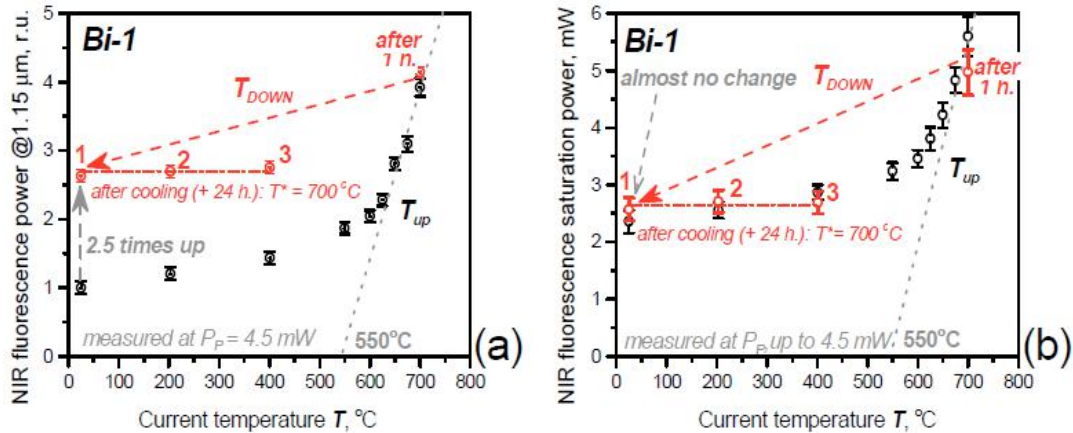 (a)
Bi-1
NIR fluorescence power @1.15 μm, r.u.
5
4
3
2
1
0
after
1 h.
T_DOWN
1
2
3
after cooling (+ 24 h.): T* = 700 °C
T_up
2.5 times up
measured at P_P = 4.5 mW
550°C
0 100 200 300 400 500 600 700 800
Current temperature T, °C
(b)
Bi-1
NIR fluorescence saturation power, mW
6
5
4
3
2
1
0
almost no change
T_DOWN
after
1 h.
1
2
3
T_up
after cooling (+ 24 h.): T* = 700 °C
measured at P_P, up to 4.5 mW
550°C
0 100 200 300 400 500 600 700 800
Current temperature T, °C